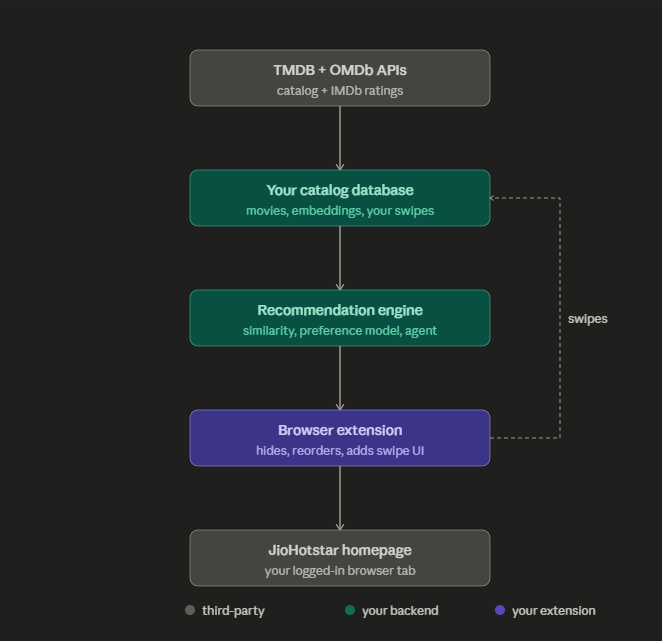 TMDB + OMDb APIs
catalog + IMDb ratings
Your catalog database
movies, embeddings, your swipes
Recommendation engine
similarity, preference model, agent
swipes
Browser extension
hides, reorders, adds swipe UI
JioHotstar homepage
your logged-in browser tab
third-party
your backend
your extension